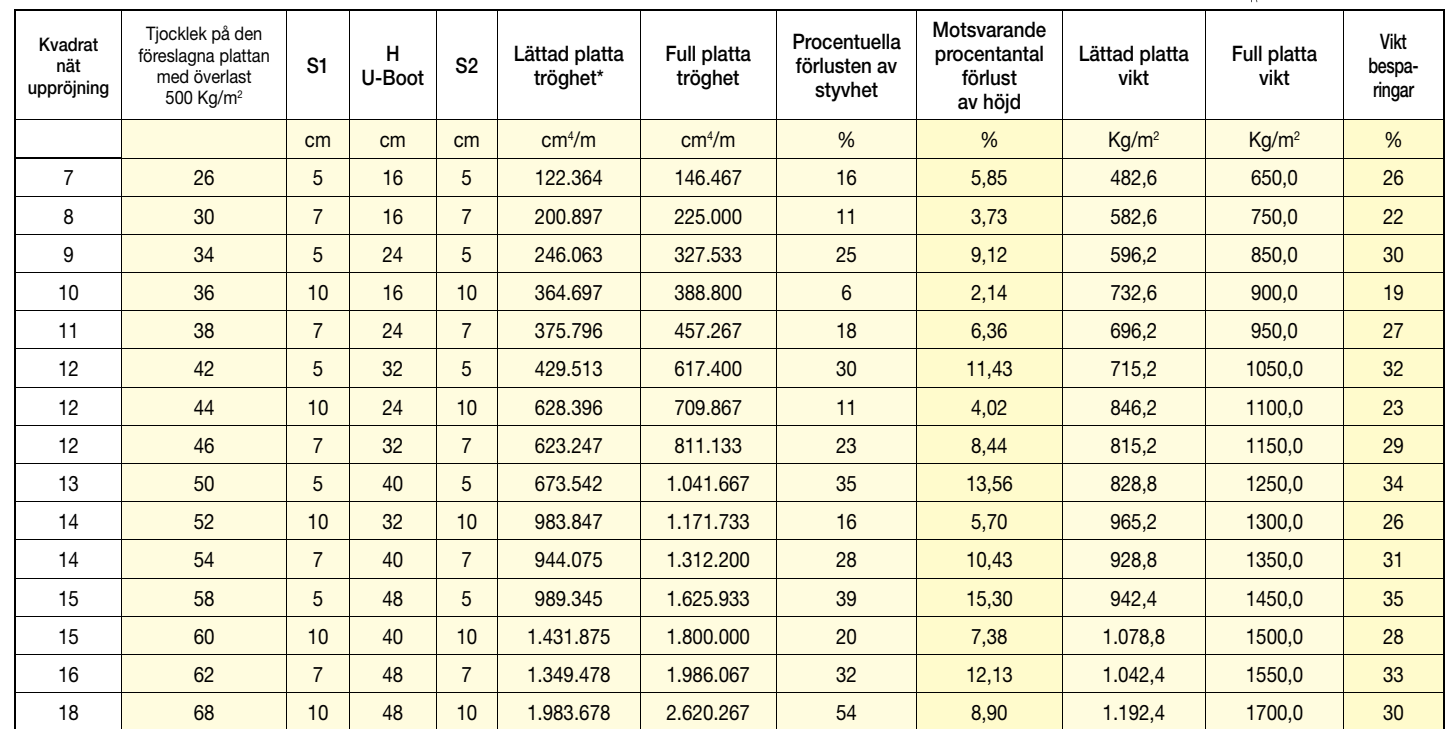 Kvadrat nät uppröjning | Tjocklek på den föreslagna plattan med överlast 500 Kg/m² | S1 | H U-Boot | S2 | Lättad platta tröghet* | Full platta tröghet | Procentuella förlusten av styvhet | Motsvarande procentantal förlust av höjd | Lättad platta vikt | Full platta vikt | Vikt bespa- ringar
| | cm | cm | cm | cm⁴/m | cm⁴/m | % | % | Kg/m² | Kg/m² | %
7 | 26 | 5 | 16 | 5 | 122.364 | 146.467 | 16 | 5,85 | 482,6 | 650,0 | 26
8 | 30 | 7 | 16 | 7 | 200.897 | 225.000 | 11 | 3,73 | 582,6 | 750,0 | 22
9 | 34 | 5 | 24 | 5 | 246.063 | 327.533 | 25 | 9,12 | 596,2 | 850,0 | 30
10 | 36 | 10 | 16 | 10 | 364.697 | 388.800 | 6 | 2,14 | 732,6 | 900,0 | 19
11 | 38 | 7 | 24 | 7 | 375.796 | 457.267 | 18 | 6,36 | 696,2 | 950,0 | 27
12 | 42 | 5 | 32 | 5 | 429.513 | 617.400 | 30 | 11,43 | 715,2 | 1050,0 | 32
12 | 44 | 10 | 24 | 10 | 628.396 | 709.867 | 11 | 4,02 | 846,2 | 1100,0 | 23
12 | 46 | 7 | 32 | 7 | 623.247 | 811.133 | 23 | 8,44 | 815,2 | 1150,0 | 29
13 | 50 | 5 | 40 | 5 | 673.542 | 1.041.667 | 35 | 13,56 | 828,8 | 1250,0 | 34
14 | 52 | 10 | 32 | 10 | 983.847 | 1.171.733 | 16 | 5,70 | 965,2 | 1300,0 | 26
14 | 54 | 7 | 40 | 7 | 944.075 | 1.312.200 | 28 | 10,43 | 928,8 | 1350,0 | 31
15 | 58 | 5 | 48 | 5 | 989.345 | 1.625.933 | 39 | 15,30 | 942,4 | 1450,0 | 35
15 | 60 | 10 | 40 | 10 | 1.431.875 | 1.800.000 | 20 | 7,38 | 1.078,8 | 1500,0 | 28
16 | 62 | 7 | 48 | 7 | 1.349.478 | 1.986.067 | 32 | 12,13 | 1.042,4 | 1550,0 | 33
18 | 68 | 10 | 48 | 10 | 1.983.678 | 2.620.267 | 54 | 8,90 | 1.192,4 | 1700,0 | 30